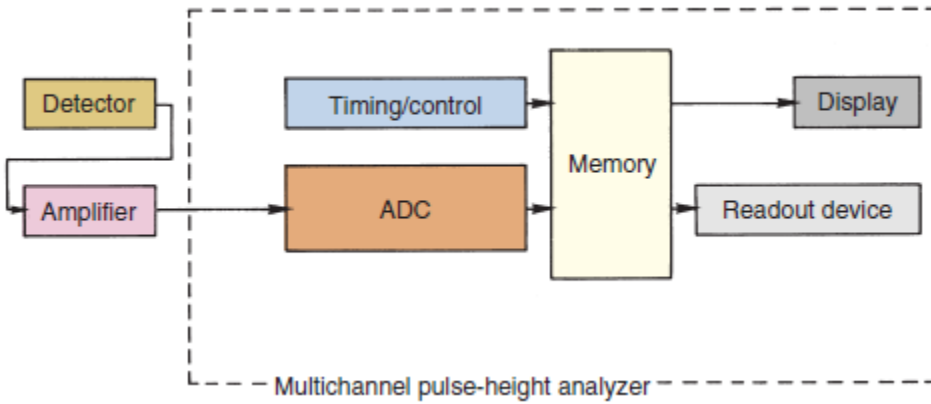 Detector
Timing/control
Display
Memory
Amplifier
ADC
Readout device
Multichannel pulse-height analyzer